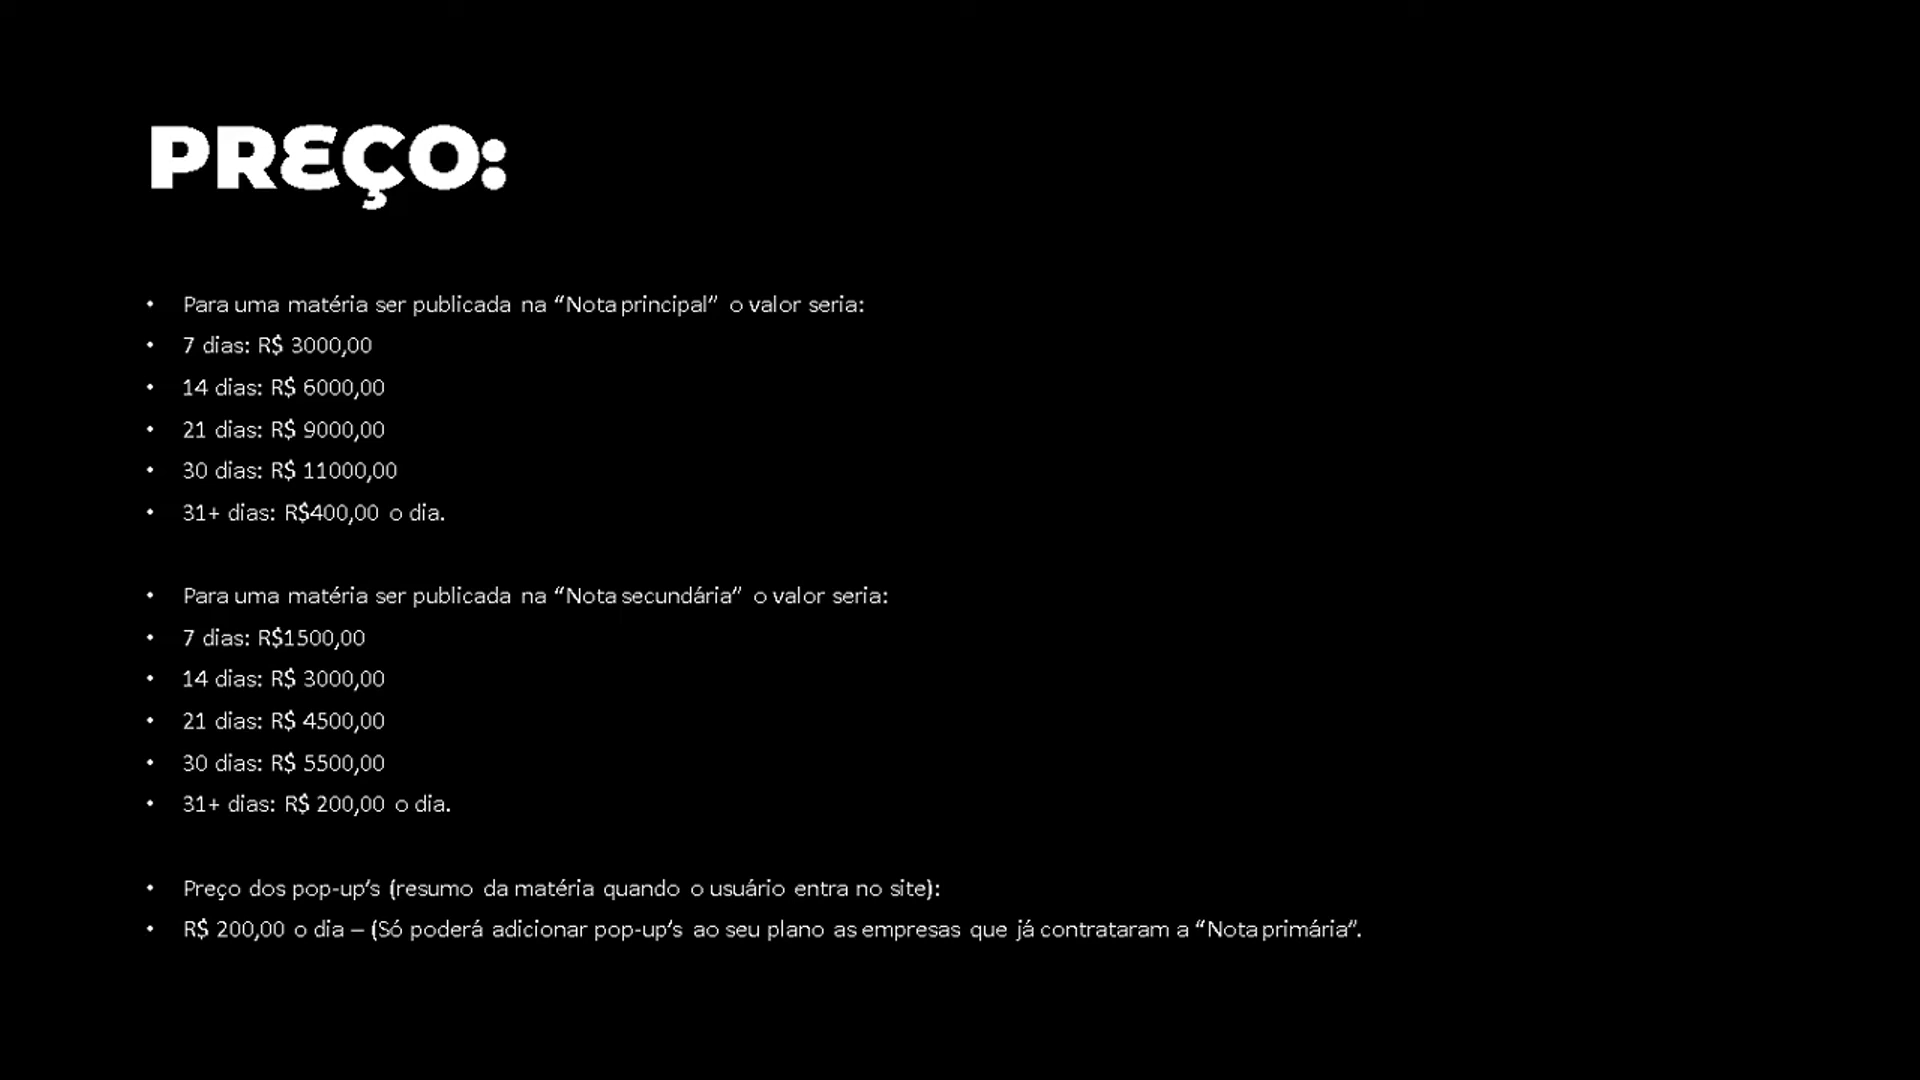 PREÇO:
• Para uma matéria ser publicada na “Nota principal” o valor seria:
• 7 dias: R$ 3000,00
• 14 dias: R$ 6000,00
• 21 dias: R$ 9000,00
• 30 dias: R$ 11000,00
• 31+ dias: R$400,00 o dia.
• Para uma matéria ser publicada na “Nota secundária” o valor seria:
• 7 dias: R$1500,00
• 14 dias: R$ 3000,00
• 21 dias: R$ 4500,00
• 30 dias: R$ 5500,00
• 31+ dias: R$ 200,00 o dia.
• Preço dos pop-up’s (resumo da matéria quando o usuário entra no site):
• R$ 200,00 o dia – (Só poderá adicionar pop-up’s ao seu plano as empresas que já contrataram a “Nota primária”.